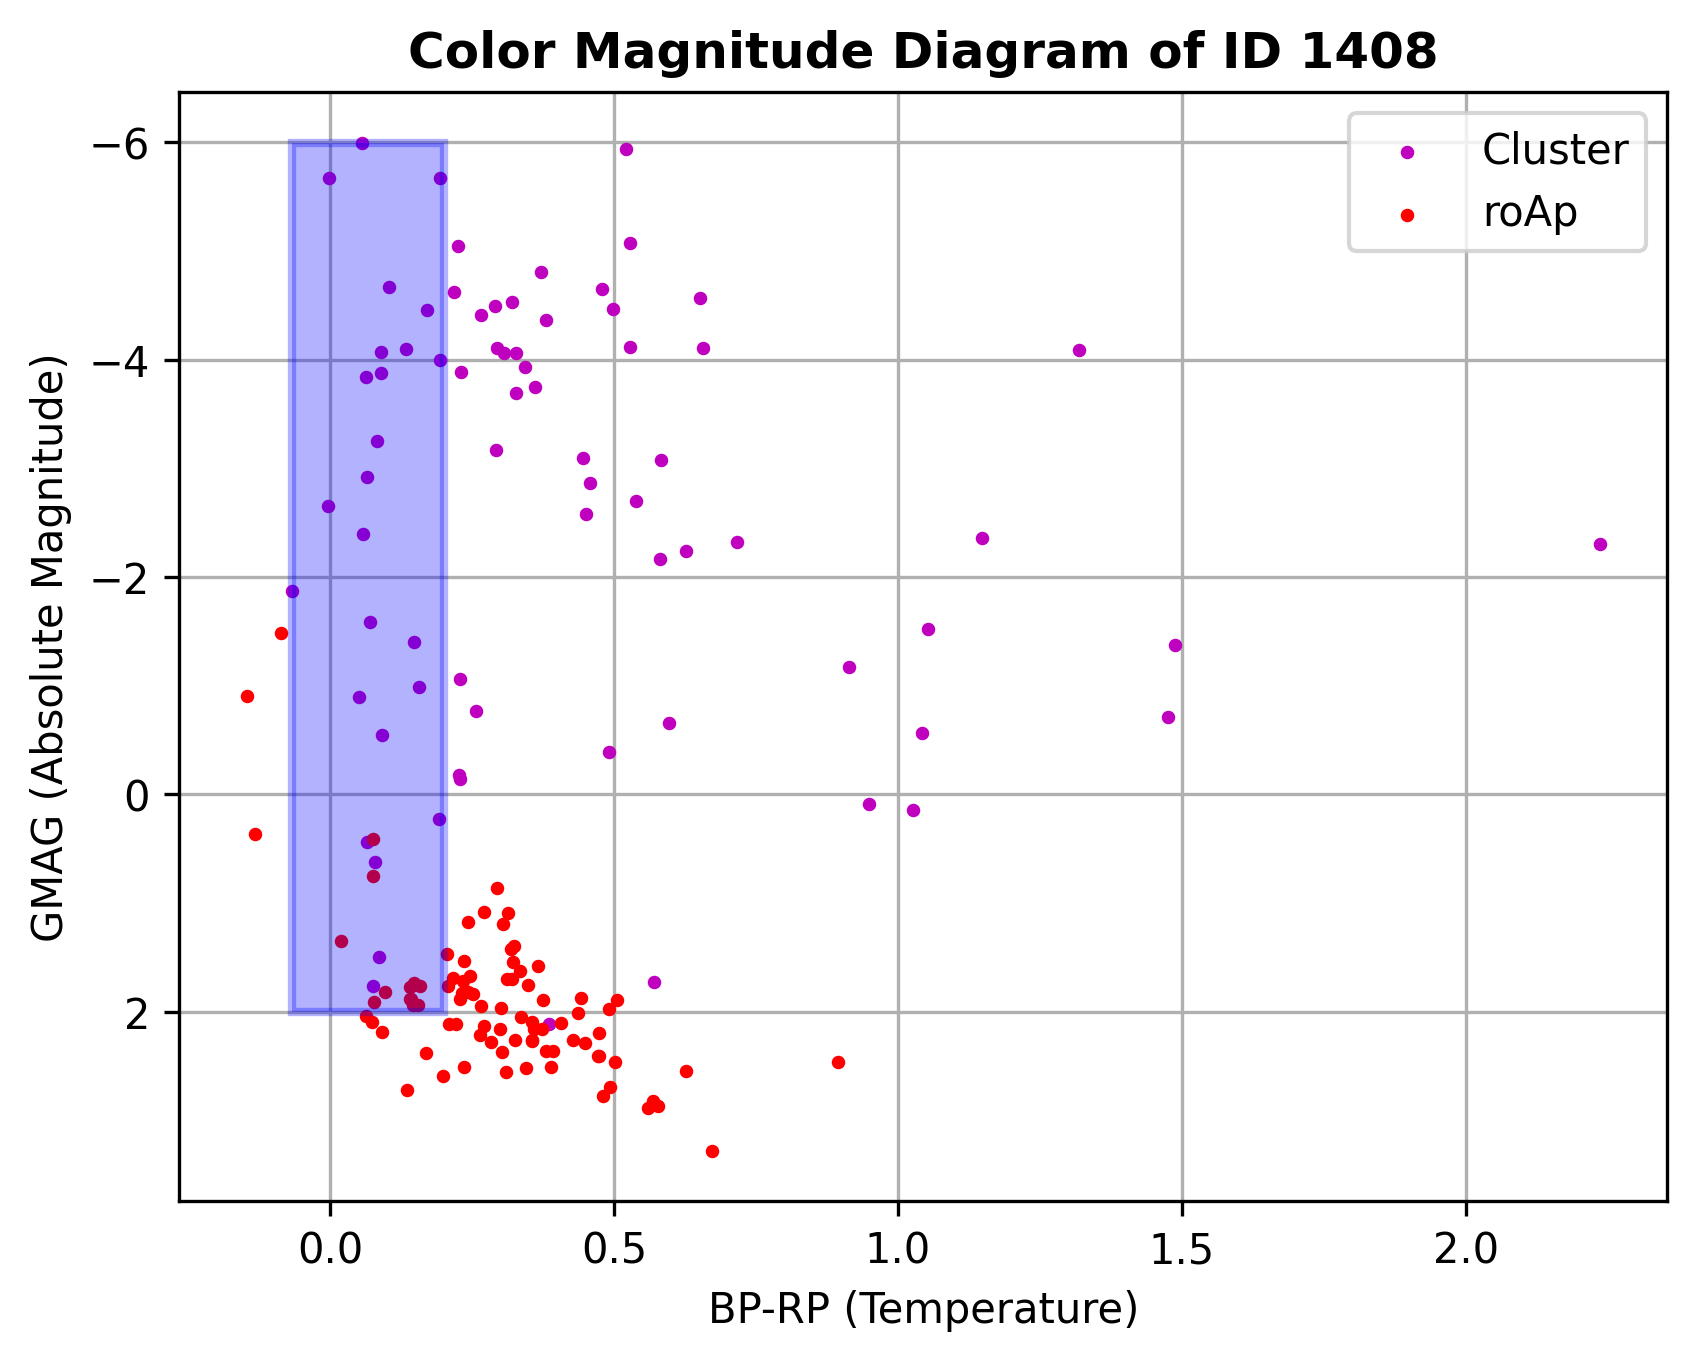 Color Magnitude Diagram of ID 1408
Cluster
roAp
−6
−4
−2
0
2
GMAG (Absolute Magnitude)
0.0 0.5 1.0 1.5 2.0
BP-RP (Temperature)